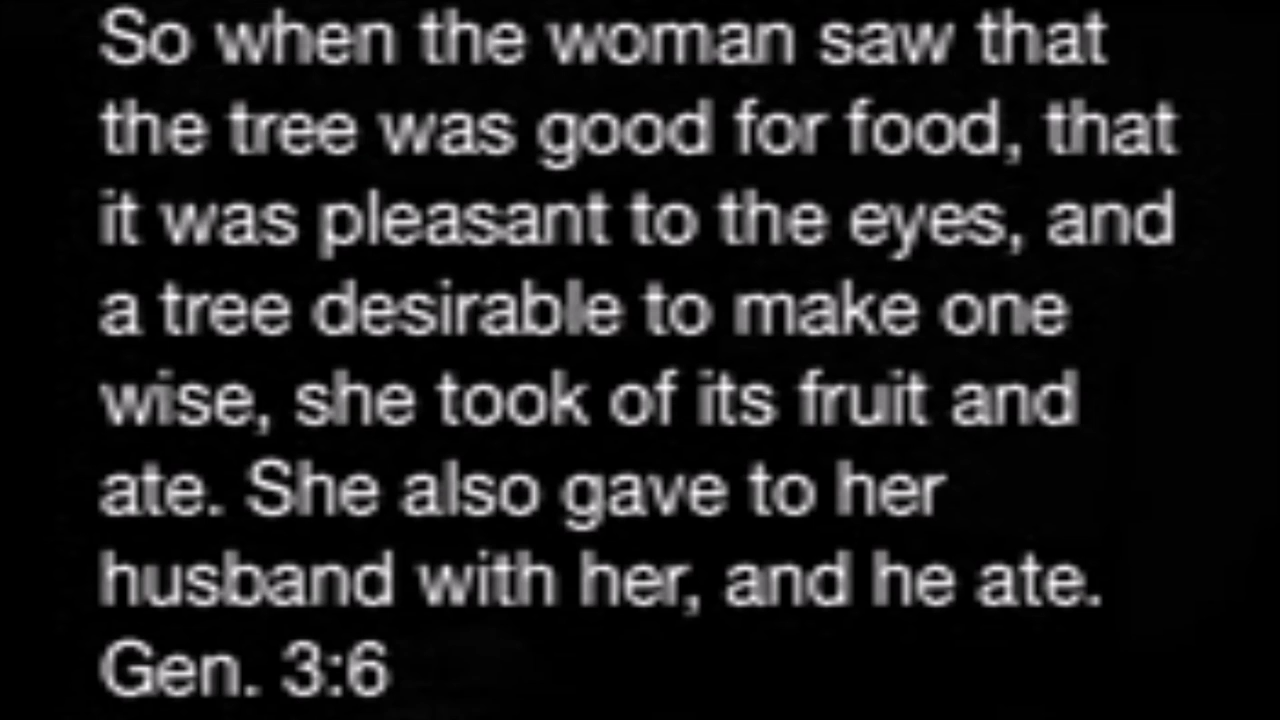 So when the woman saw that
the tree was good for food, that
it was pleasant to the eyes, and
a tree desirable to make one
wise, she took of its fruit and
ate. She also gave to her
husband with her, and he ate.
Gen. 3:6